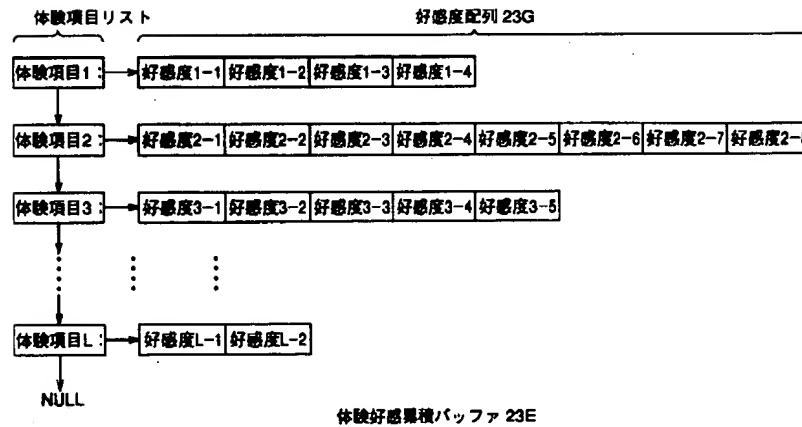 体験項目リスト 好感度配列 23G
体験項目1: 好感度1-1 好感度1-2 好感度1-3 好感度1-4
体験項目2: 好感度2-1 好感度2-2 好感度2-3 好感度2-4 好感度2-5 好感度2-6 好感度2-7 好感度2-8
体験項目3: 好感度3-1 好感度3-2 好感度3-3 好感度3-4 好感度3-5
体験項目L: 好感度L-1 好感度L-2
NULL
体験好感累積バッファ 23E